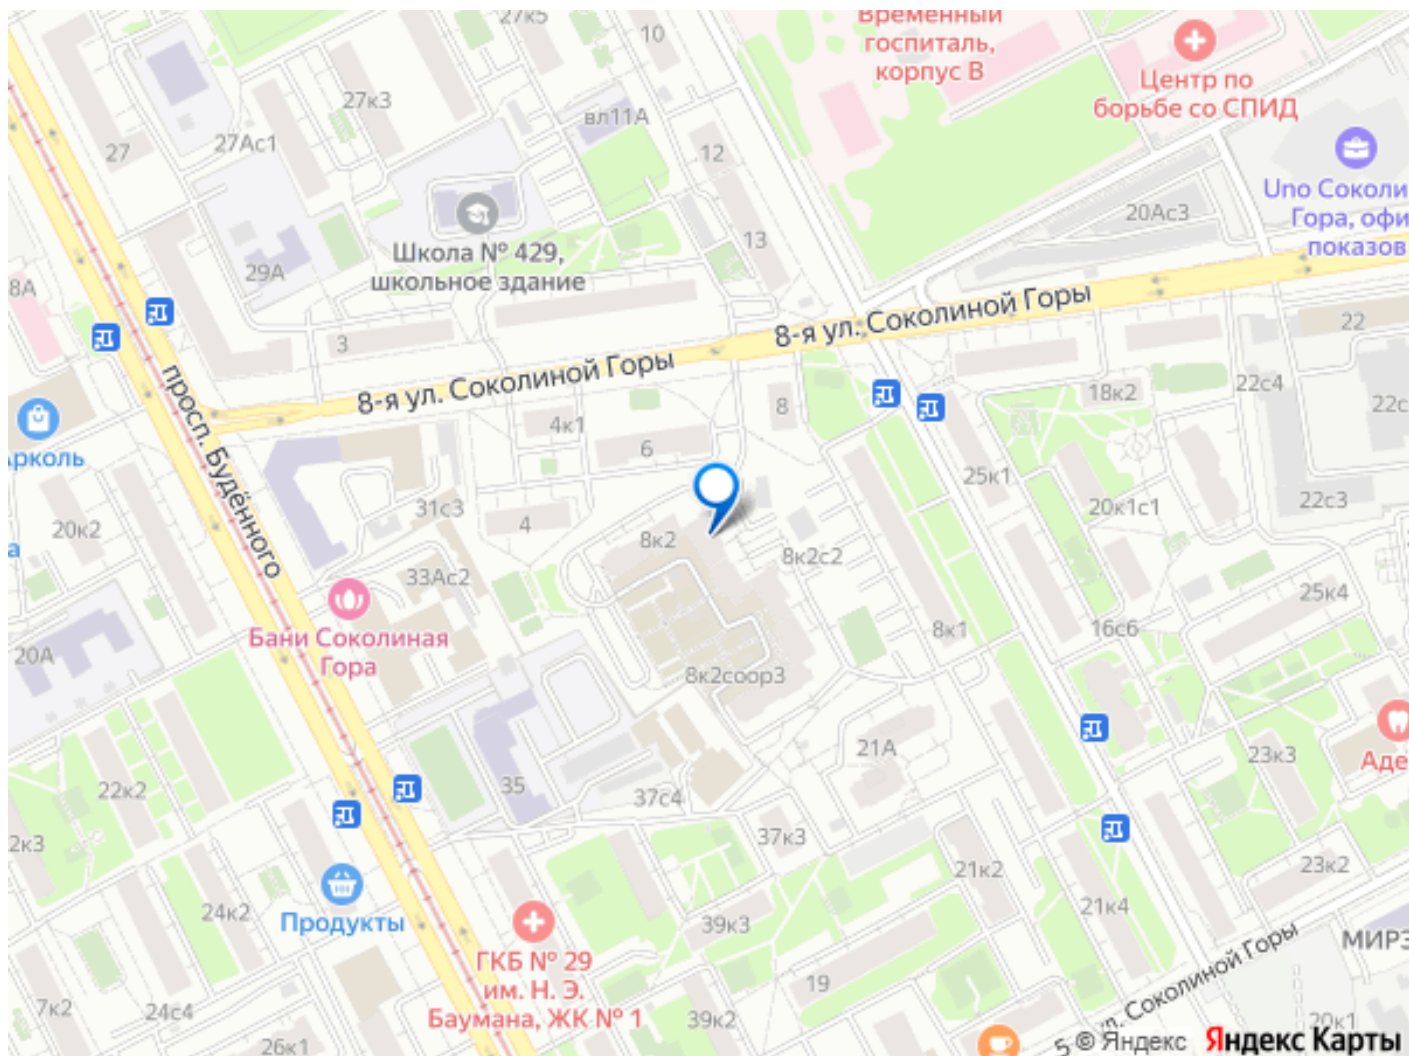 27к5
10
Временный
госпиталь,
корпус В
Центр по
борьбе со СПИД
27к3
вл11А
27Ас1
27
12
Uno Соколи
Гора, офи
показов
20Ас3
13
Школа № 429,
школьное здание
29А
8А
3
8-я ул. Соколиной Горы
8-я ул. Соколиной Горы
22
22с4
18к2
22с
8
4к1
6
Арколь
просп. Будённого
25к1
20к1с1
22с3
31с3
4
20к2
а
8к2
8к2с2
33Ас2
25к4
Бани Соколиная
Гора
20А
8к1
16с6
8к2соор3
21А
23к3
Аде
22к2
35
37с4
37к3
2к3
21к2
23к2
24к2
Продукты
39к3
21к4
МИРЭ
ГКБ № 29
им. Н. Э.
Баумана, ЖК № 1
19
7к2
24с4
39к2
20к1
26к1
5
л. Соколиной Горы
© Яндекс
Яндекс Карты